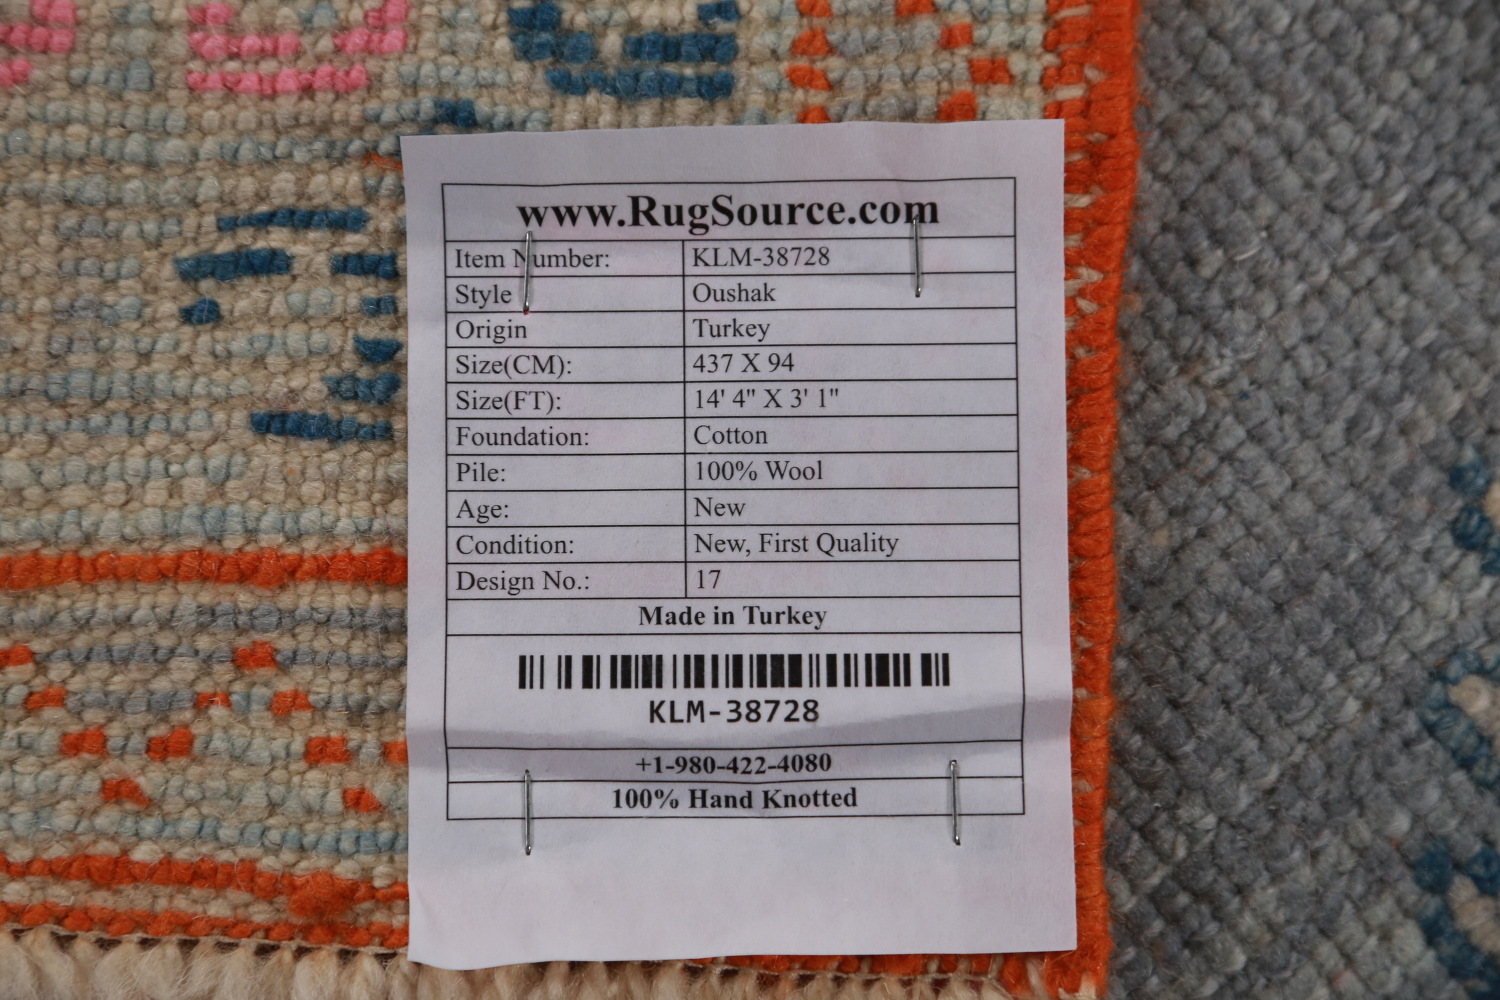 www.RugSource.com
Item Number: KLM-38728
Style Oushak
Origin Turkey
Size(CM): 437 X 94
Size(FT): 14' 4" X 3' 1"
Foundation: Cotton
Pile: 100% Wool
Age: New
Condition: New, First Quality
Design No.: 17
Made in Turkey
KLM-38728
+1-980-422-4080
100% Hand Knotted